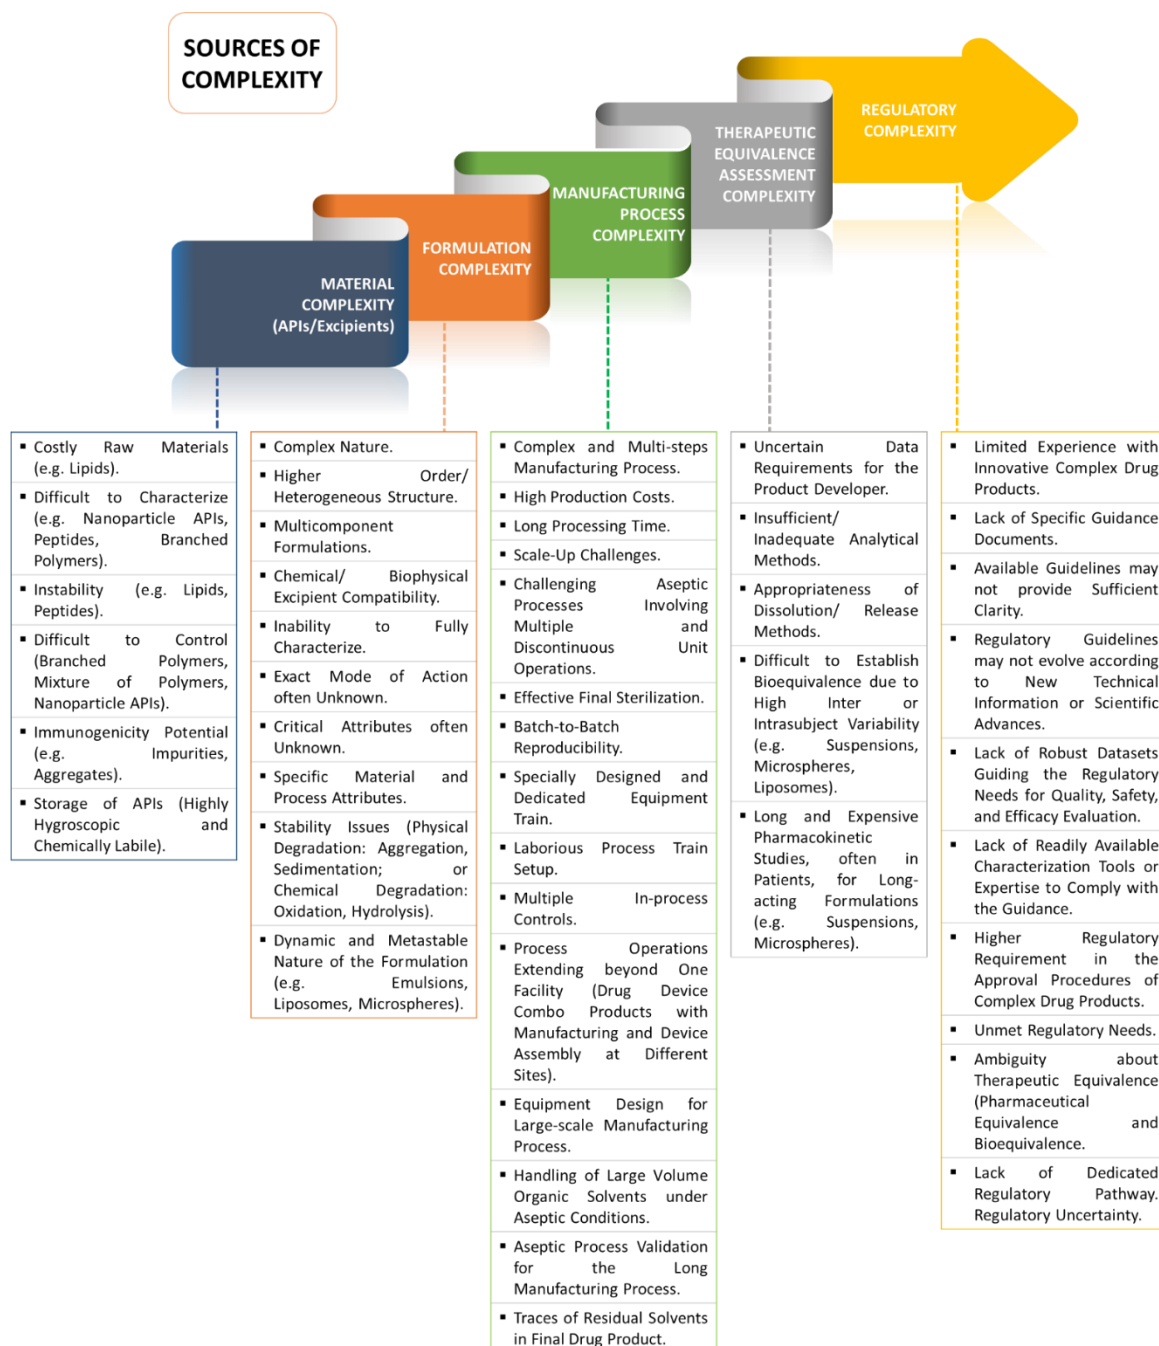 SOURCES OF
COMPLEXITY
MATERIAL
COMPLEXITY
(APIs/Excipients)
FORMULATION
COMPLEXITY
MANUFACTURING
PROCESS
COMPLEXITY
THERAPEUTIC
EQUIVALENCE
ASSESSMENT
COMPLEXITY
REGULATORY
COMPLEXITY
▪ Costly Raw Materials
(e.g. Lipids).
▪ Difficult to Characterize
(e.g. Nanoparticle APIs,
Peptides, Branched
Polymers).
▪ Instability (e.g. Lipids,
Peptides).
▪ Difficult to Control
(Branched Polymers,
Mixture of Polymers,
Nanoparticle APIs).
▪ Immunogenicity Potential
(e.g. Impurities,
Aggregates).
▪ Storage of APIs (Highly
Hygroscopic and
Chemically Labile).
▪ Complex Nature.
▪ Higher Order/
Heterogeneous Structure.
▪ Multicomponent
Formulations.
▪ Chemical/ Biophysical
Excipient Compatibility.
▪ Inability to Fully
Characterize.
▪ Exact Mode of Action
often Unknown.
▪ Critical Attributes often
Unknown.
▪ Specific Material and
Process Attributes.
▪ Stability Issues (Physical
Degradation: Aggregation,
Sedimentation; or
Chemical Degradation:
Oxidation, Hydrolysis).
▪ Dynamic and Metastable
Nature of the Formulation
(e.g. Emulsions,
Liposomes, Microspheres).
▪ Complex and Multi-steps
Manufacturing Process.
▪ High Production Costs.
▪ Long Processing Time.
▪ Scale-Up Challenges.
▪ Challenging Aseptic
Processes Involving
Multiple and
Discontinuous Unit
Operations.
▪ Effective Final Sterilization.
▪ Batch-to-Batch
Reproducibility.
▪ Specially Designed and
Dedicated Equipment
Train.
▪ Laborious Process Train
Setup.
▪ Multiple In-process
Controls.
▪ Process Operations
Extending beyond One
Facility (Drug Device
Combo Products with
Manufacturing and Device
Assembly at Different
Sites).
▪ Equipment Design for
Large-scale Manufacturing
Process.
▪ Handling of Large Volume
Organic Solvents under
Aseptic Conditions.
▪ Aseptic Process Validation
for the Long
Manufacturing Process.
▪ Traces of Residual Solvents
in Final Drug Product.
▪ Uncertain Data
Requirements for the
Product Developer.
▪ Insufficient/
Inadequate Analytical
Methods.
▪ Appropriateness of
Dissolution/ Release
Methods.
▪ Difficult to Establish
Bioequivalence due to
High Inter or
Intrasubject Variability
(e.g. Suspensions,
Microspheres,
Liposomes).
▪ Long and Expensive
Pharmacokinetic
Studies, often in
Patients, for Long-
acting Formulations
(e.g. Suspensions,
Microspheres).
▪ Limited Experience with
Innovative Complex Drug
Products.
▪ Lack of Specific Guidance
Documents.
▪ Available Guidelines may
not provide Sufficient
Clarity.
▪ Regulatory Guidelines
may not evolve according
to New Technical
Information or Scientific
Advances.
▪ Lack of Robust Datasets
Guiding the Regulatory
Needs for Quality, Safety,
and Efficacy Evaluation.
▪ Lack of Readily Available
Characterization Tools or
Expertise to Comply with
the Guidance.
▪ Higher Regulatory
Requirement in the
Approval Procedures of
Complex Drug Products.
▪ Unmet Regulatory Needs.
▪ Ambiguity about
Therapeutic Equivalence
(Pharmaceutical
Equivalence and
Bioequivalence.
▪ Lack of Dedicated
Regulatory Pathway.
Regulatory Uncertainty.